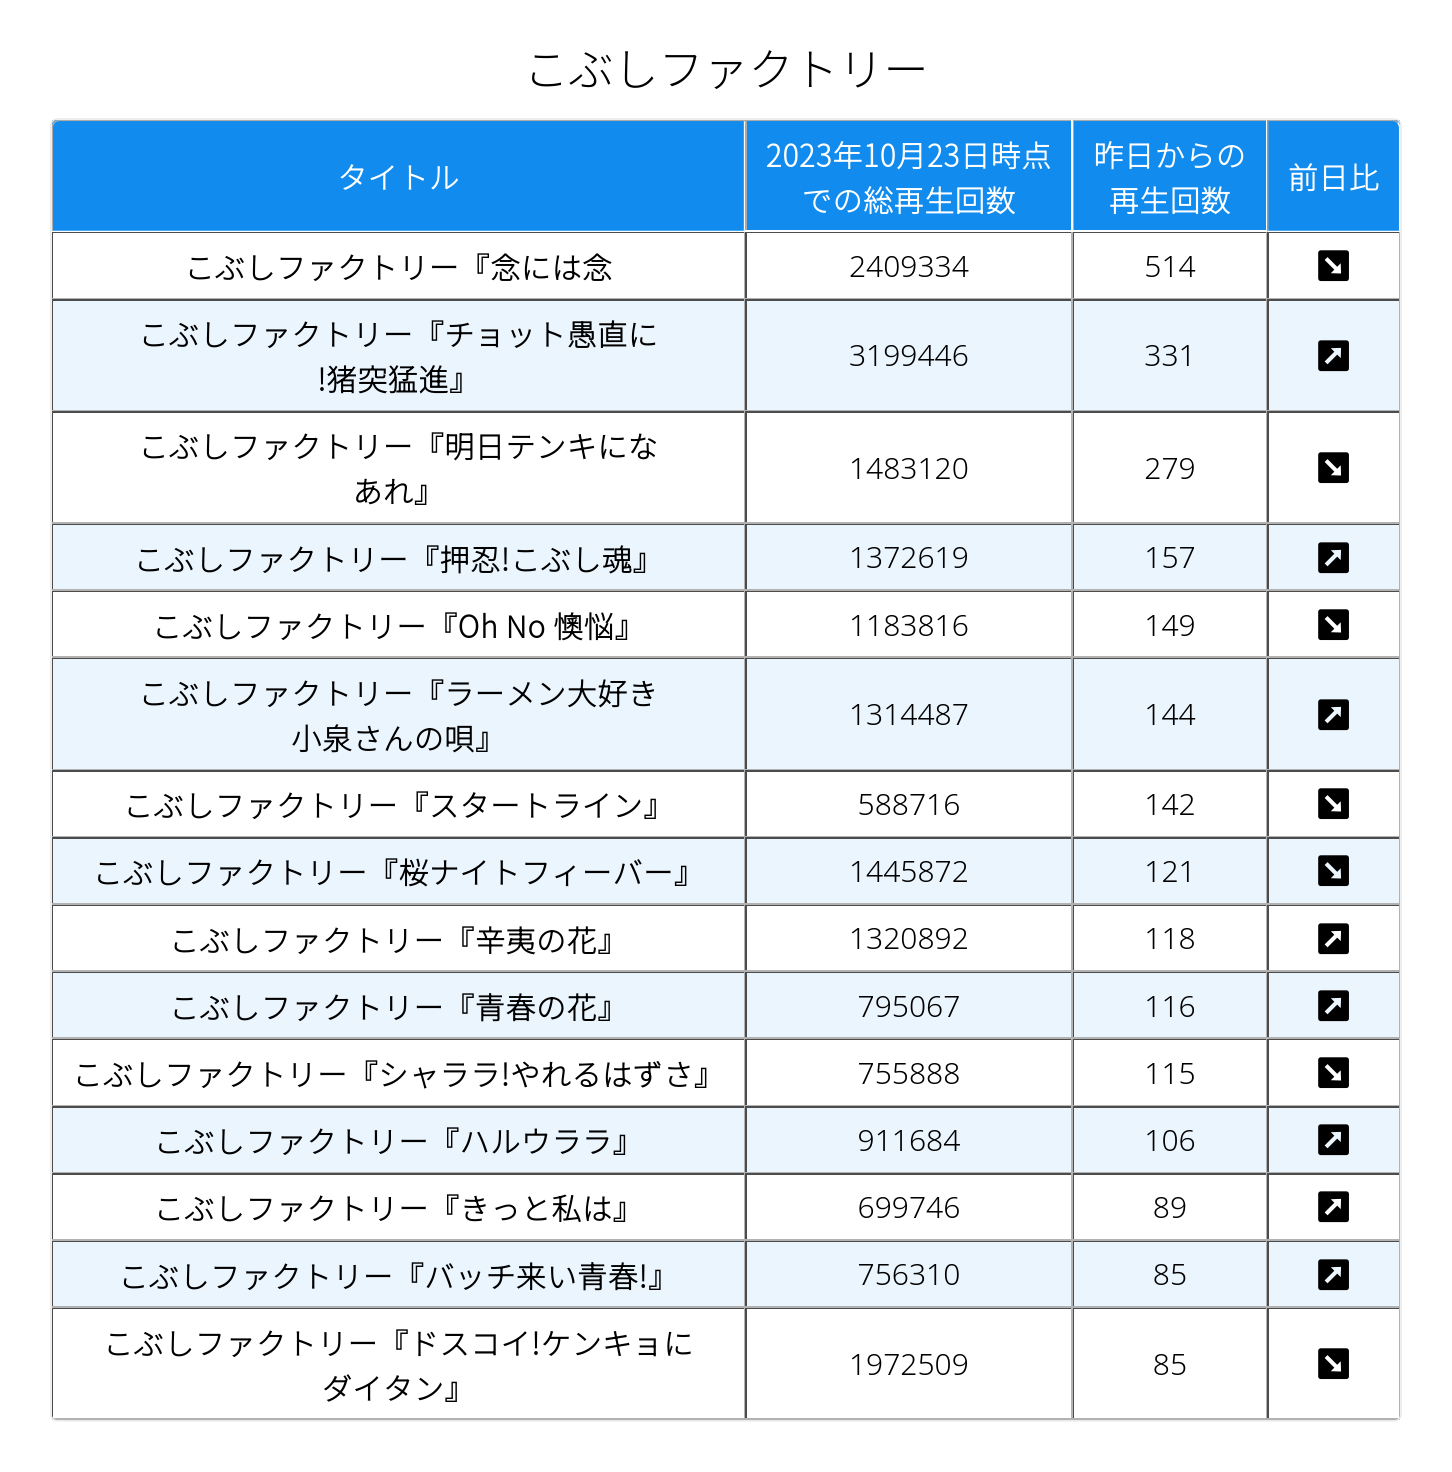 こぶしファクトリー
タイトル
2023年10月23日時点
での総再生回数
昨日からの
再生回数
前日比
こぶしファクトリー『念には念
2409334
514
こぶしファクトリー『チョット愚直に
!猪突猛進』
3199446
331
こぶしファクトリー『明日テンキにな
あれ』
1483120
279
こぶしファクトリー『押忍!こぶし魂』
1372619
157
こぶしファクトリー『Oh No 懊悩』
1183816
149
こぶしファクトリー『ラーメン大好き
小泉さんの唄』
1314487
144
こぶしファクトリー『スタートライン』
588716
142
こぶしファクトリー『桜ナイトフィーバー』
1445872
121
こぶしファクトリー『辛夷の花』
1320892
118
こぶしファクトリー『青春の花』
795067
116
こぶしファクトリー『シャララ!やれるはずさ』
755888
115
こぶしファクトリー『ハルウララ』
911684
106
こぶしファクトリー『きっと私は』
699746
89
こぶしファクトリー『バッチ来い青春!』
756310
85
こぶしファクトリー『ドスコイ!ケンキョに
ダイタン』
1972509
85